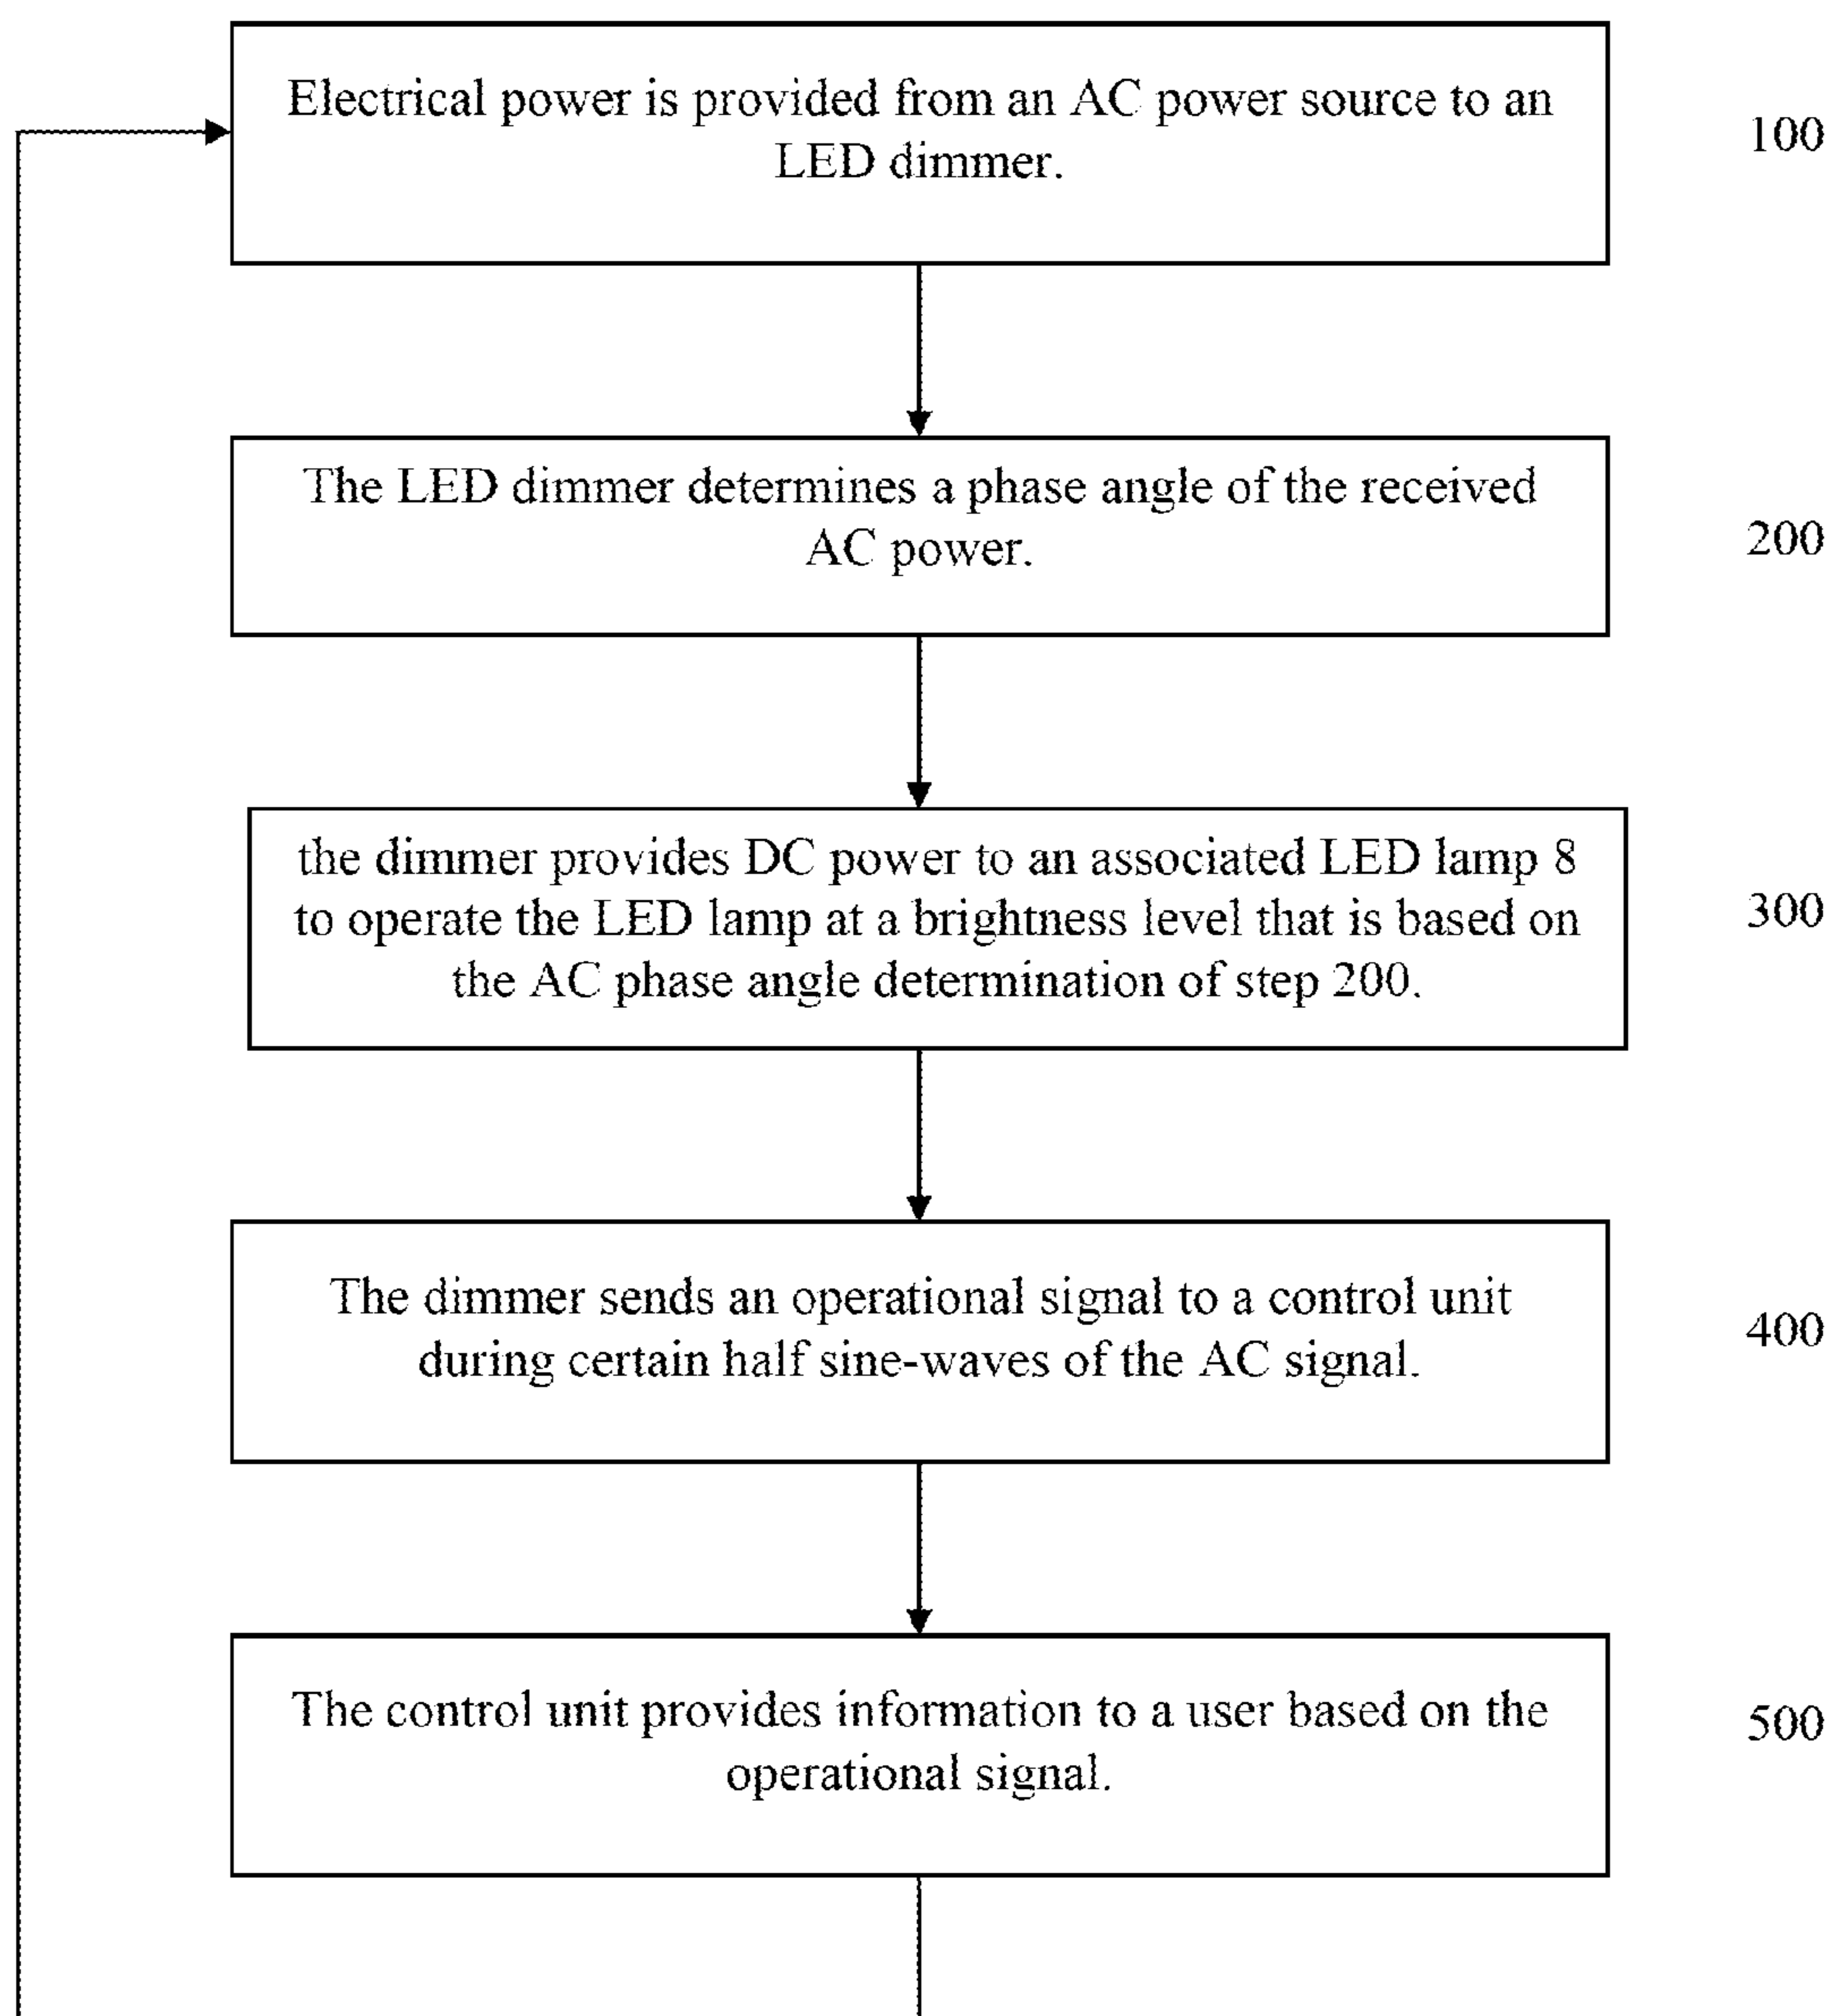 Electrical power is provided from an AC power source to an
LED dimmer.
100
The LED dimmer determines a phase angle of the received
AC power.
200
the dimmer provides DC power to an associated LED lamp 8
to operate the LED lamp at a brightness level that is based on
the AC phase angle determination of step 200.
300
The dimmer sends an operational signal to a control unit
during certain half sine-waves of the AC signal.
400
The control unit provides information to a user based on the
operational signal.
500